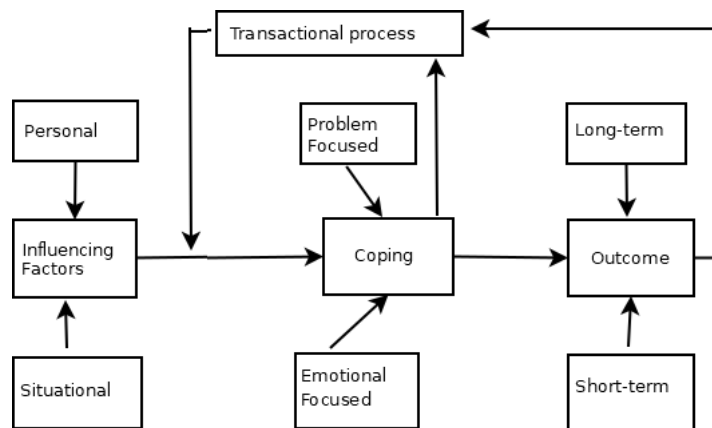 Transactional process
Personal
Problem
Focused
Long-term
Influencing
Factors
Coping
Outcome
Situational
Emotional
Focused
Short-term